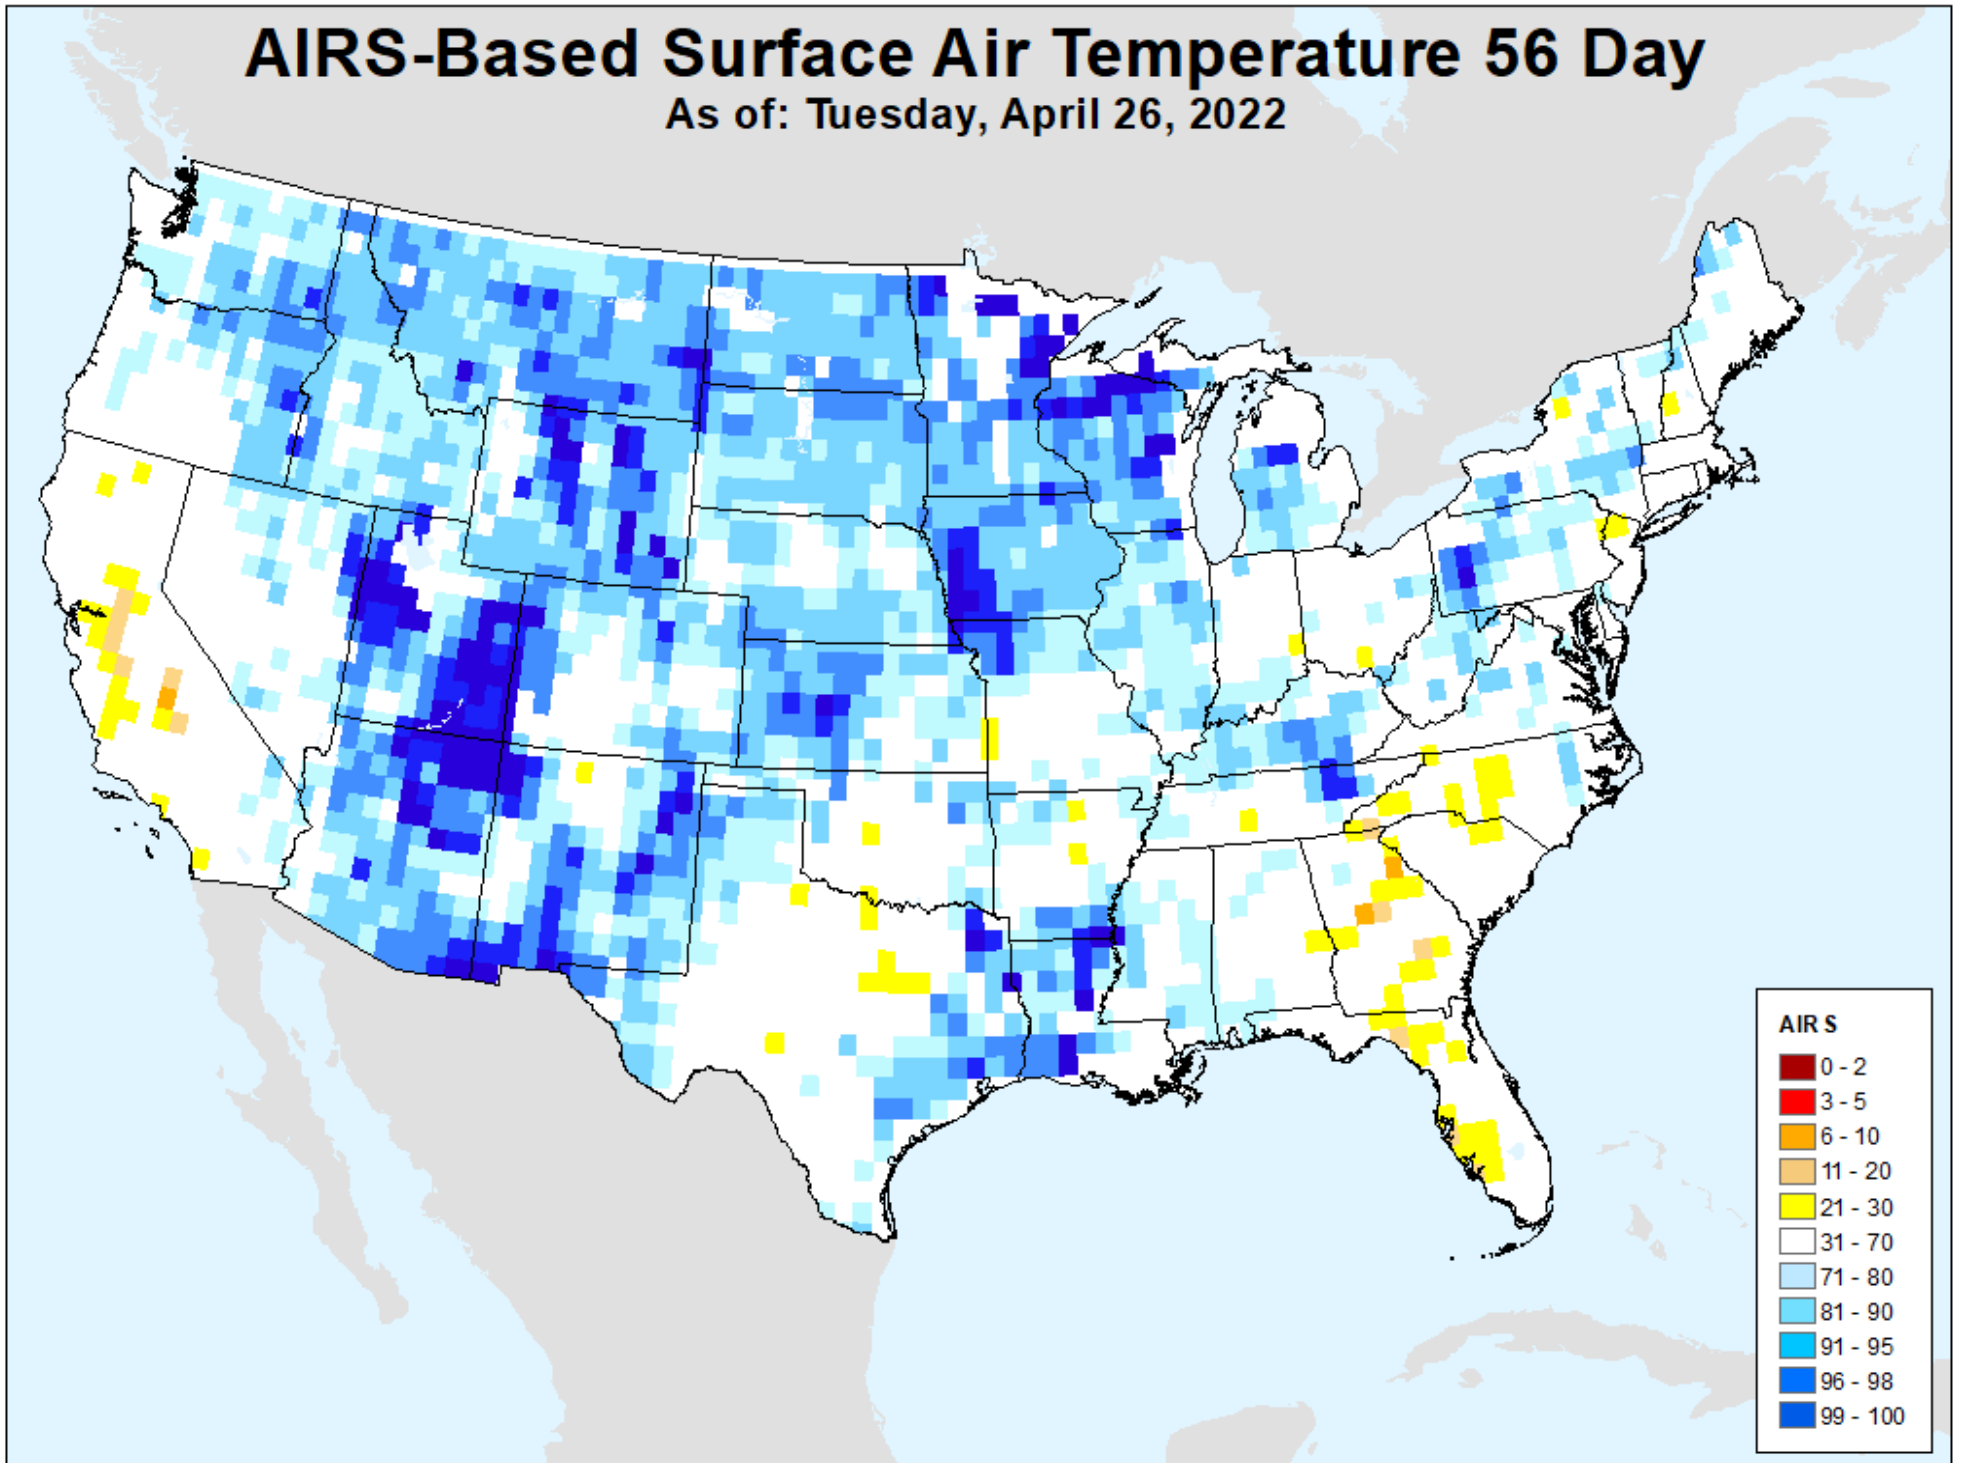 AIRS-Based Surface Air Temperature 56 Day
As of: Tuesday, April 26, 2022
AIRS
0 - 2
3 - 5
6 - 10
11 - 20
21 - 30
31 - 70
71 - 80
81 - 90
91 - 95
96 - 98
99 - 100